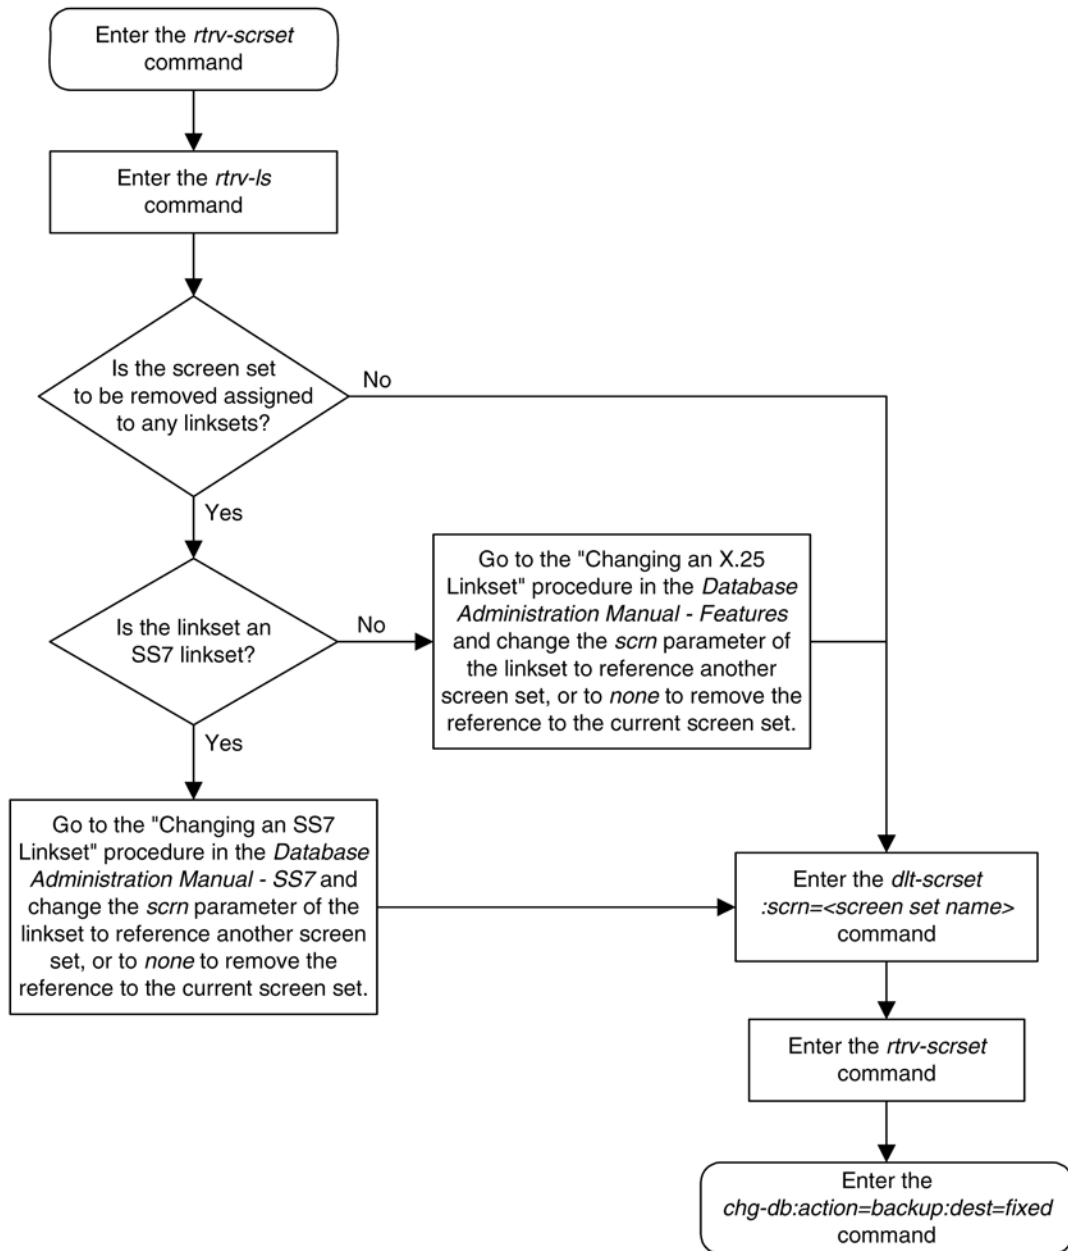 Enter the rtrv-scrset
command
Enter the rtrv-ls
command
Is the screen set
to be removed assigned
to any linksets?
No
Yes
Is the linkset an
SS7 linkset?
No
Go to the "Changing an X.25
Linkset" procedure in the Database
Administration Manual - Features
and change the scrn parameter of
the linkset to reference another
screen set, or to none to remove the
reference to the current screen set.
Yes
Go to the "Changing an SS7
Linkset" procedure in the Database
Administration Manual - SS7 and
change the scrn parameter of the
linkset to reference another screen
set, or to none to remove the
reference to the current screen set.
Enter the dlt-scrset
:scrn=<screen set name>
command
Enter the rtrv-scrset
command
Enter the
chg-db:action=backup:dest=fixed
command